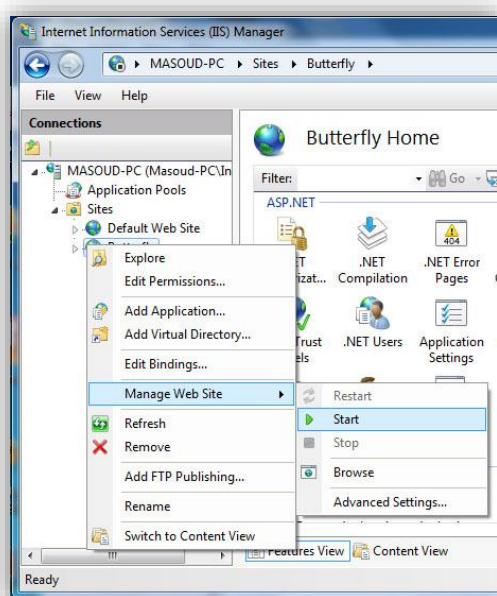 Internet Information Services (IIS) Manager
MASOUD-PC Sites Butterfly
File View Help
Connections
MASOUD-PC (Masoud-PC\In
Application Pools
Sites
Default Web Site
Butterfly Home
Filter: Go
ASP.NET
.NET Compilation
.NET Error Pages
404
Trust
.NET Users
Application Settings
Explore
Edit Permissions...
Add Application...
Add Virtual Directory...
Edit Bindings...
Manage Web Site
Refresh
Remove
Add FTP Publishing...
Rename
Switch to Content View
Restart
Start
Stop
Browse
Advanced Settings...
Features View Content View
Ready